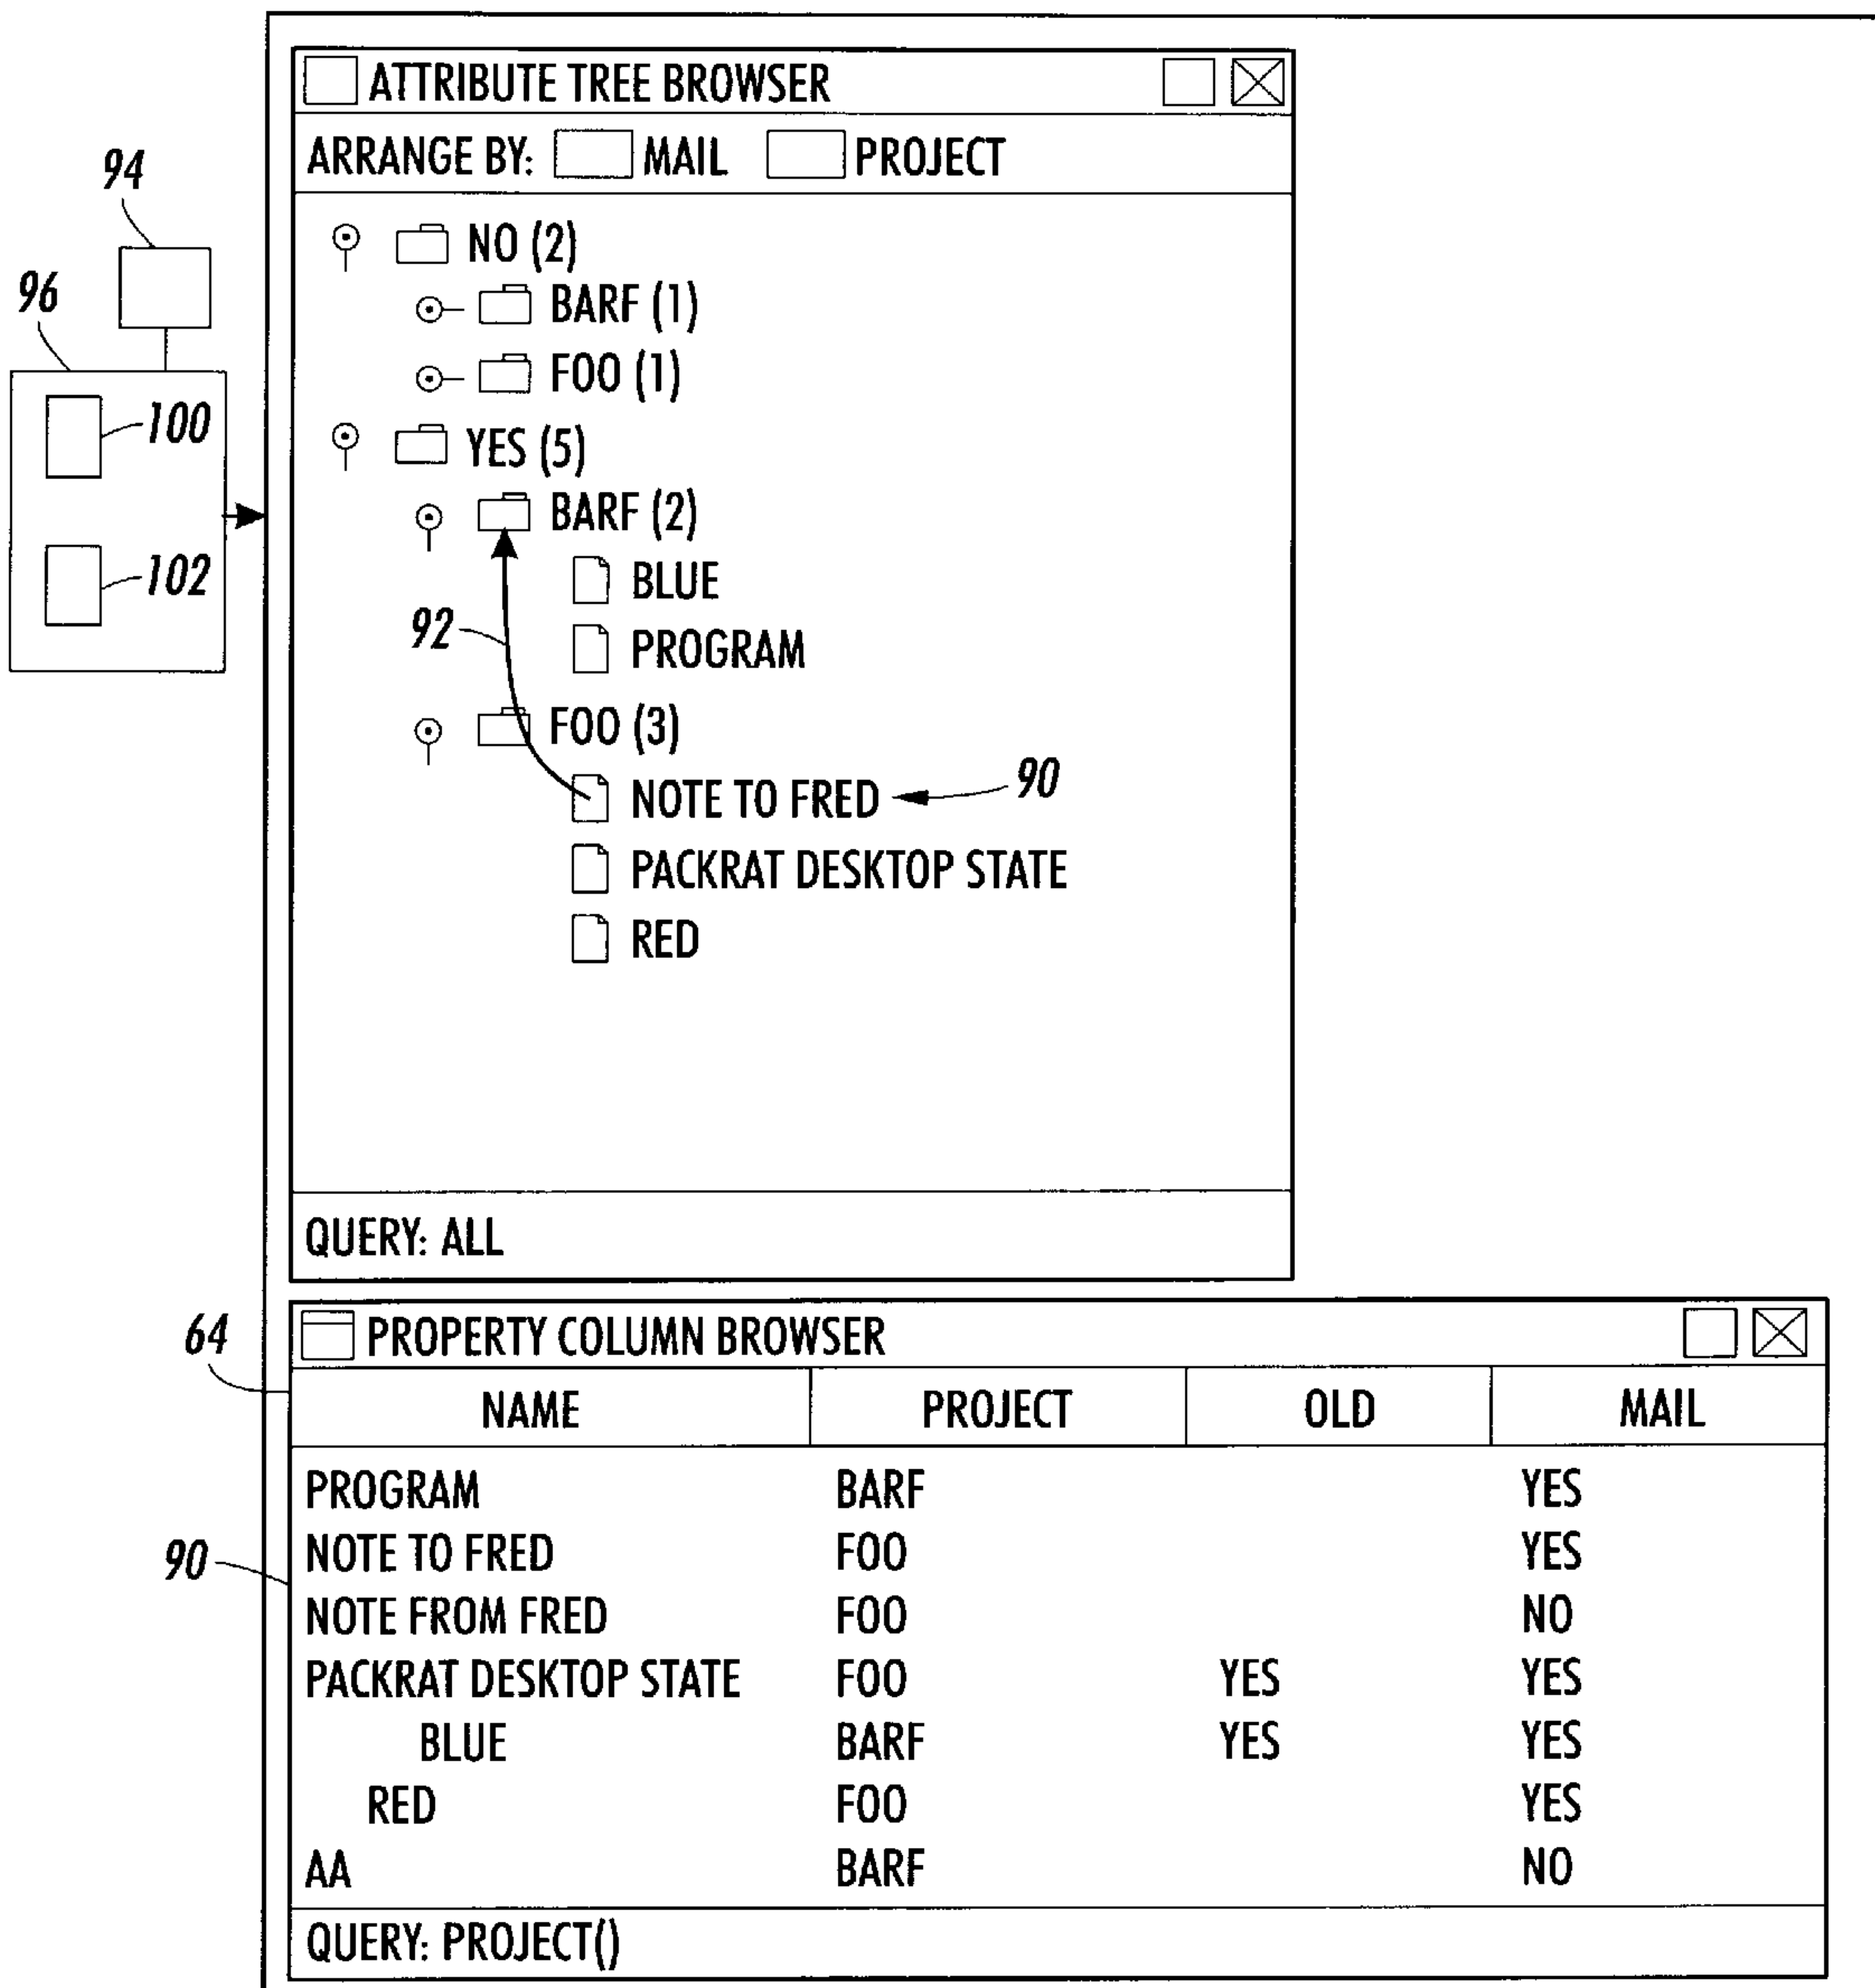 ATTRIBUTE TREE BROWSER
ARRANGE BY: MAIL PROJECT
94
NO (2)
96
BARF (1)
FOO (1)
100
YES (5)
BARF (2)
102
BLUE
92
PROGRAM
FOO (3)
NOTE TO FRED 90
PACKRAT DESKTOP STATE
RED
QUERY: ALL
64
PROPERTY COLUMN BROWSER
NAME PROJECT OLD MAIL
PROGRAM BARF YES
90
NOTE TO FRED FOO YES
NOTE FROM FRED FOO NO
PACKRAT DESKTOP STATE FOO YES YES
BLUE BARF YES YES
RED FOO YES
AA BARF NO
QUERY: PROJECT()